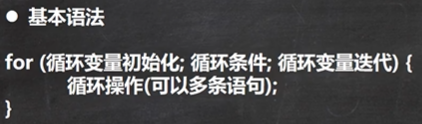 ● 基本语法
for (循环变量初始化; 循环条件; 循环变量迭代) {
循环操作(可以多条语句);
}